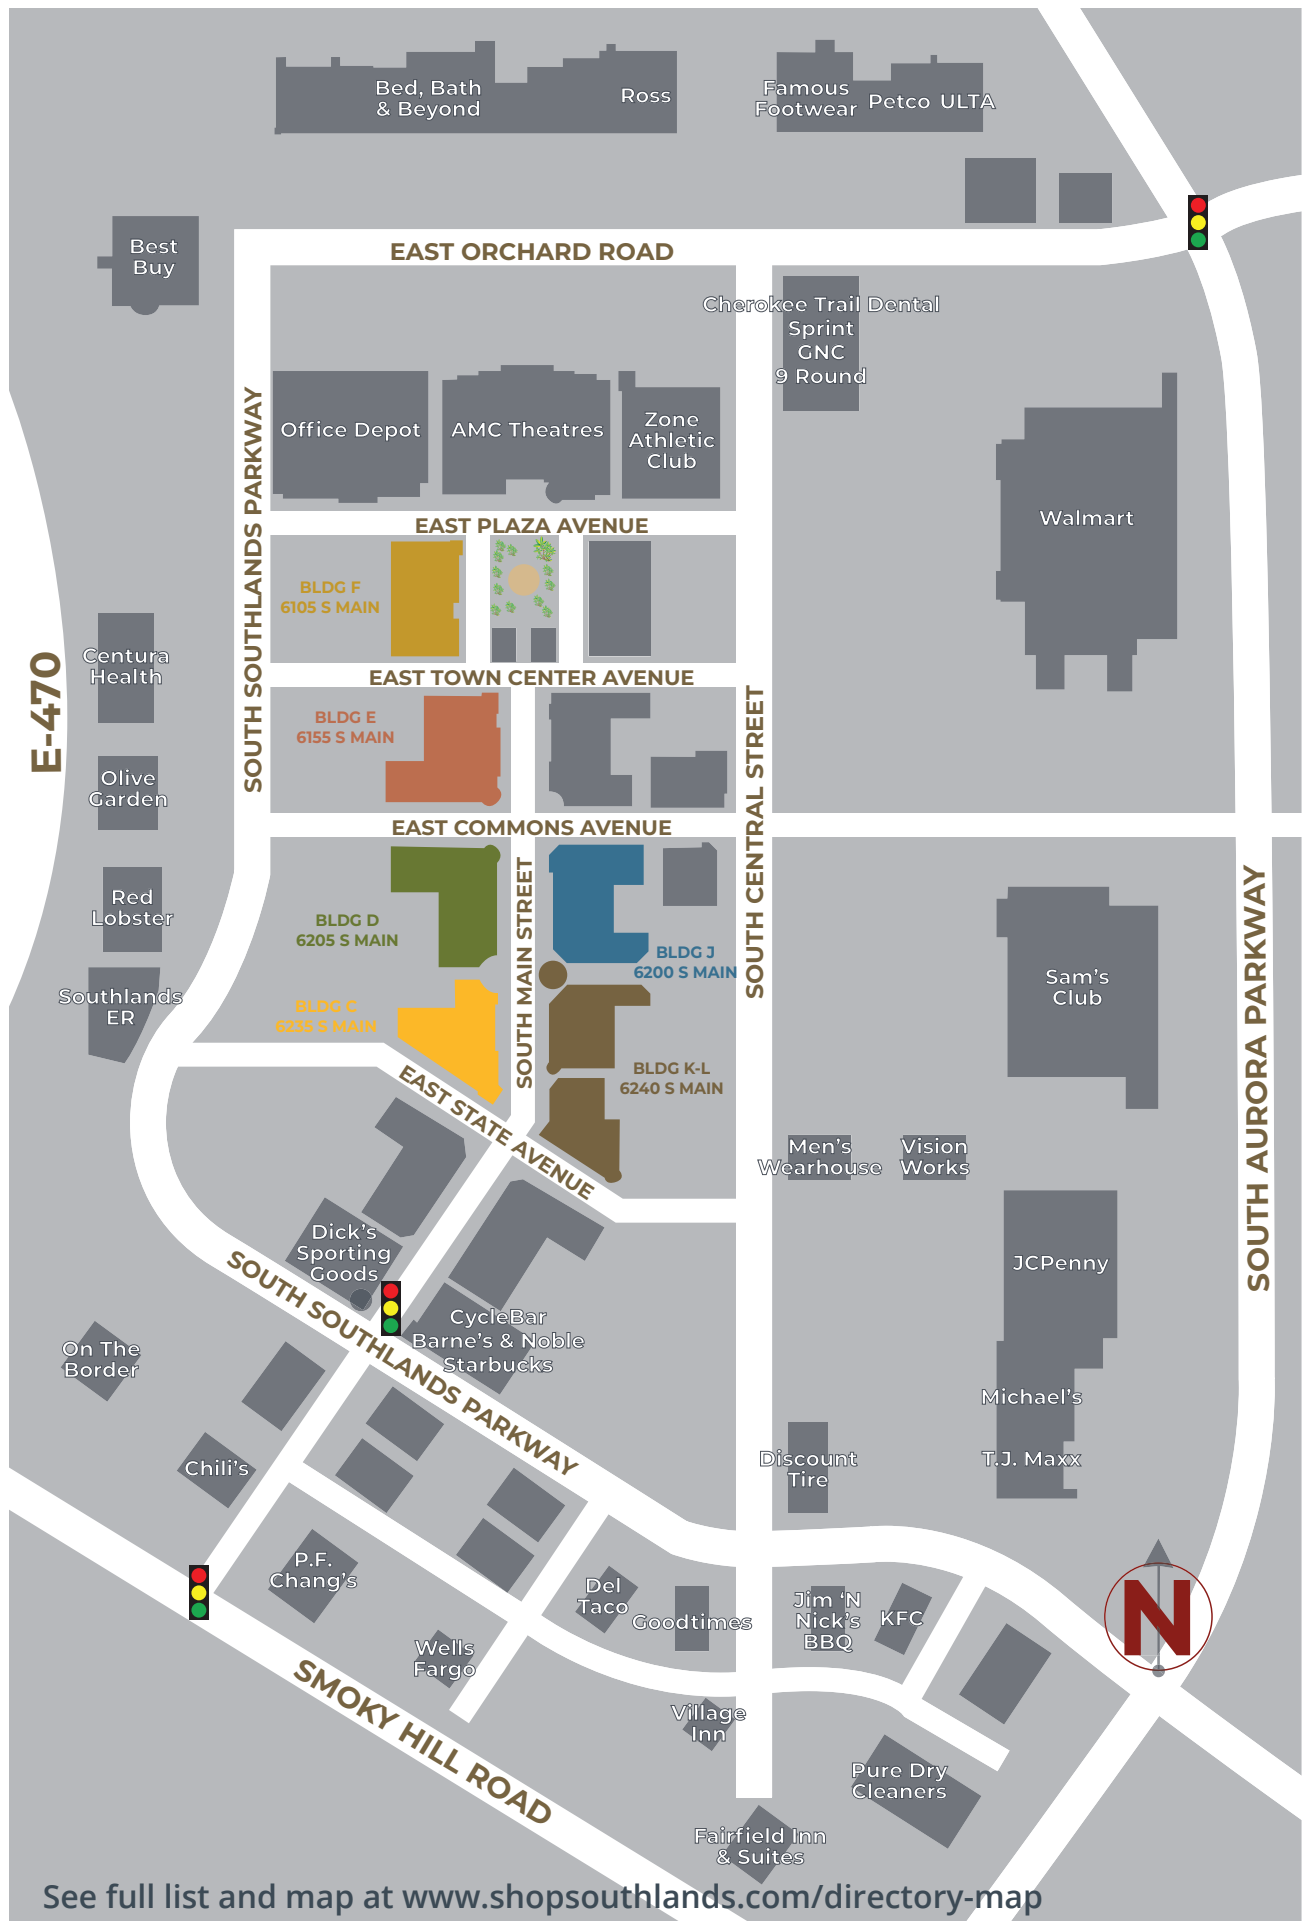 Bed, Bath
& Beyond
Ross
Famous
Footwear
Petco
ULTA
Best
Buy
EAST ORCHARD ROAD
Cherokee Trail Dental
Sprint
GNC
9 Round
SOUTH SOUTHLANDS PARKWAY
Office Depot
AMC Theatres
Zone
Athletic
Club
Walmart
EAST PLAZA AVENUE
BLDG F
6105 S MAIN
E-470
Centura
Health
EAST TOWN CENTER AVENUE
BLDG E
6155 S MAIN
SOUTH CENTRAL STREET
Olive
Garden
EAST COMMONS AVENUE
SOUTH MAIN STREET
Red
Lobster
BLDG D
6205 S MAIN
BLDG J
6200 S MAIN
SOUTH AURORA PARKWAY
Sam's
Club
Southlands
ER
BLDG C
6235 S MAIN
BLDG K-L
6240 S MAIN
EAST STATE AVENUE
Men's
Wearhouse
Vision
Works
Dick's
Sporting
Goods
JCPenny
SOUTH SOUTHLANDS PARKWAY
CycleBar
Barne's & Noble
Starbucks
On The
Border
Michael's
Chili's
Discount
Tire
T.J. Maxx
P.F.
Chang's
Del
Taco
Goodtimes
Jim 'N
Nick's
BBQ
KFC
N
Wells
Fargo
SMOKY HILL ROAD
Village
Inn
Pure Dry
Cleaners
Fairfield Inn
& Suites
See full list and map at www.shopsouthlands.com/directory-map